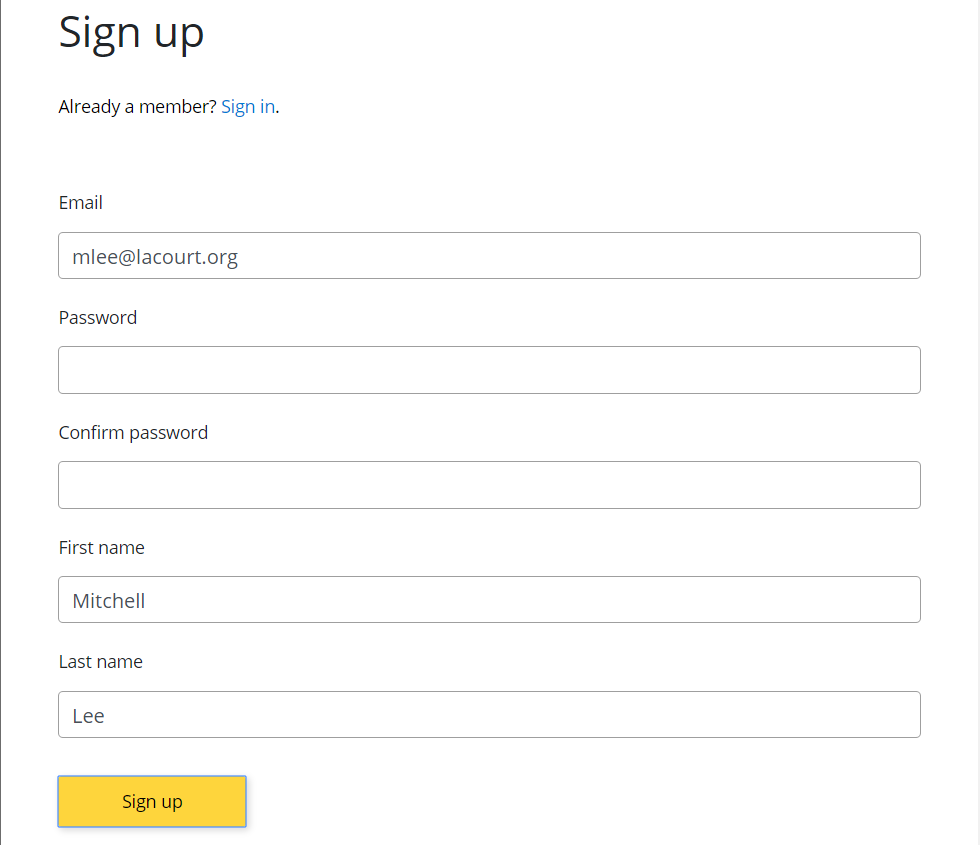 Sign up
Already a member? Sign in.
Email
mlee@lacourt.org
Password
Confirm password
First name
Mitchell
Last name
Lee
Sign up